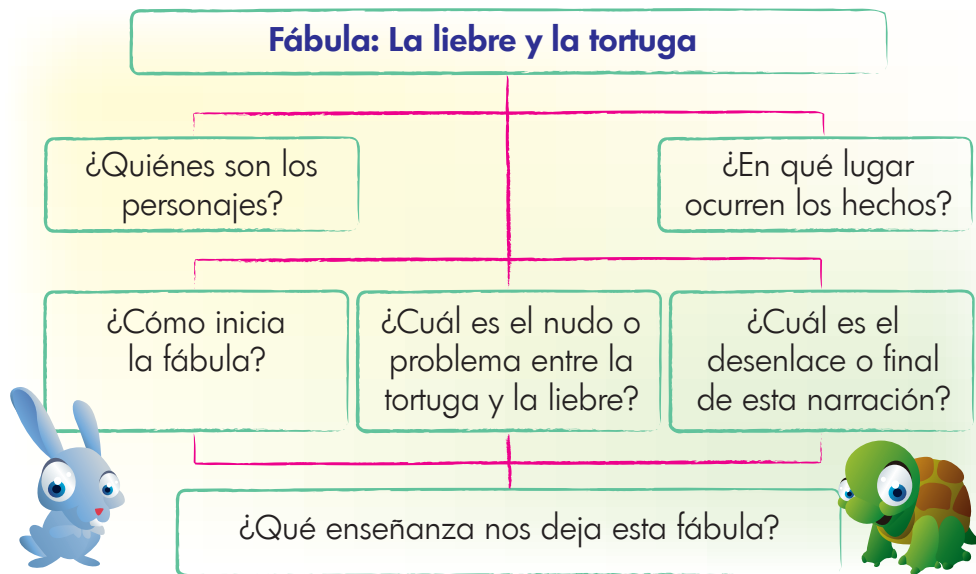 Fábula: La liebre y la tortuga
¿Quiénes son los
personajes?
¿En qué lugar
ocurren los hechos?
¿Cómo inicia
la fábula?
¿Cuál es el nudo o
problema entre la
tortuga y la liebre?
¿Cuál es el
desenlace o final
de esta narración?
¿Qué enseñanza nos deja esta fábula?